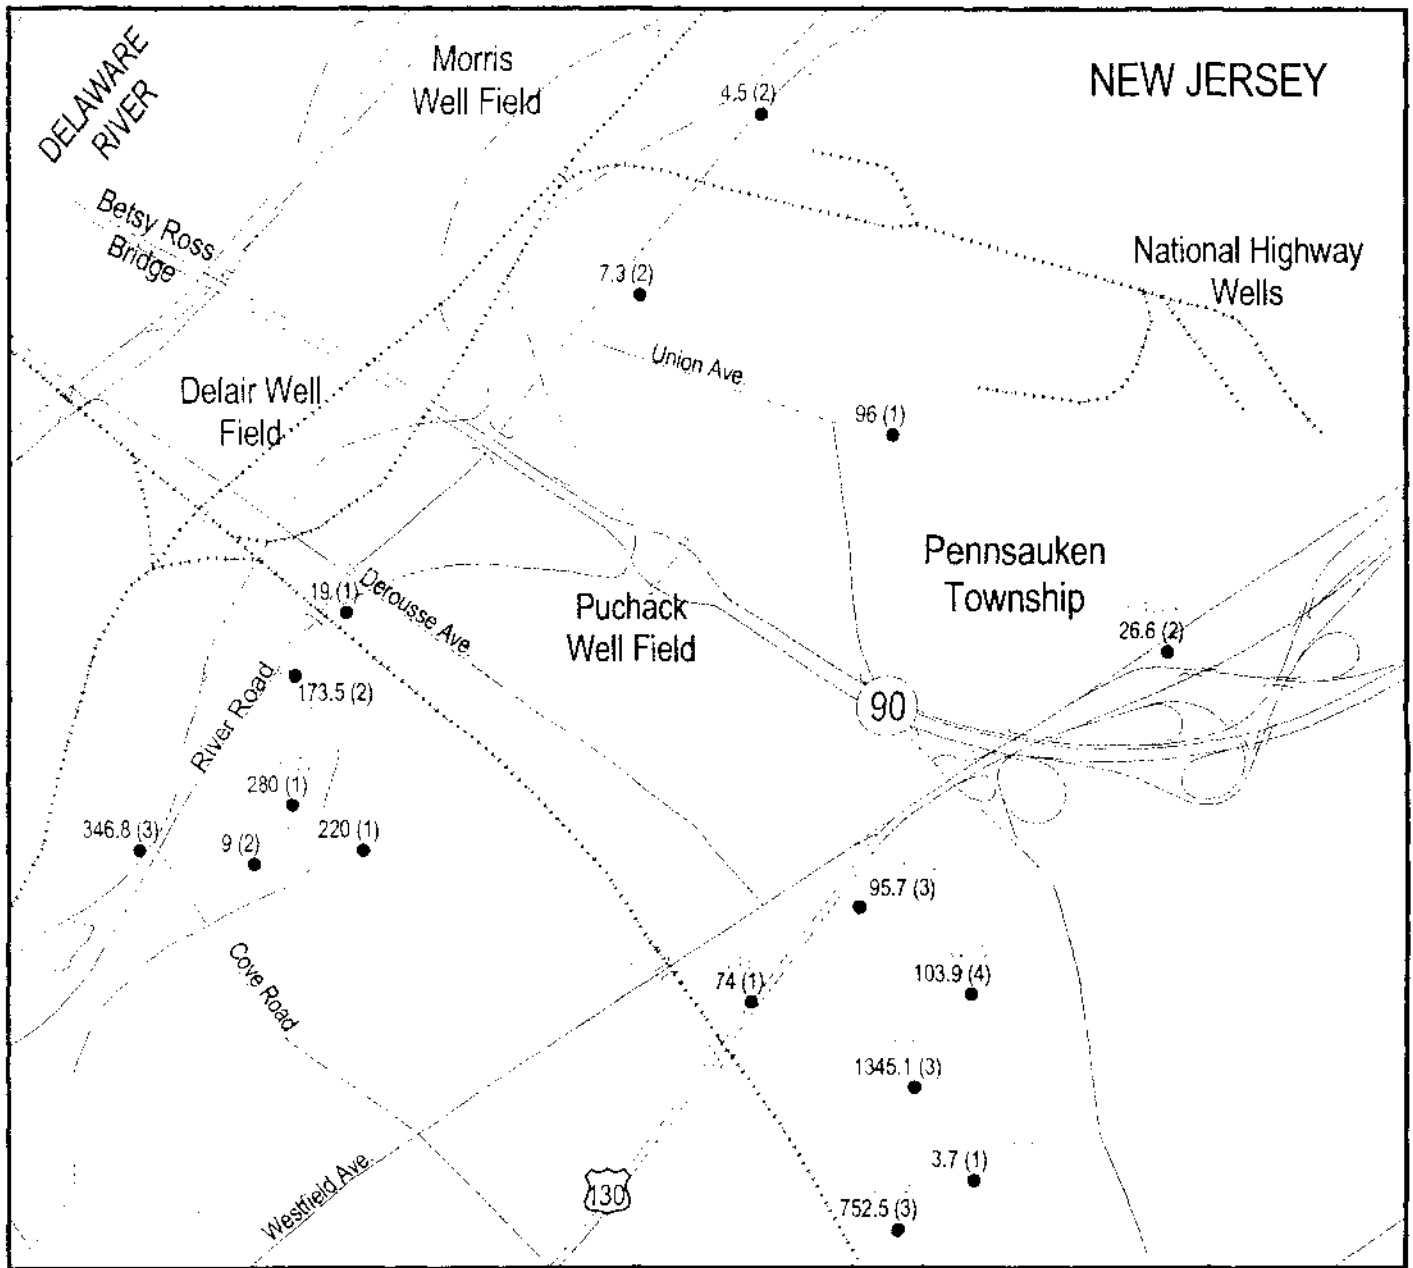 DELAWARE
RIVER
Morris
Well Field
4.5 (2)
NEW JERSEY
Betsy Ross
Bridge
7.3 (2)
National Highway
Wells
Union Ave.
Delair Well
Field
96 (1)
Pennsauken
Township
19 (1)
Derousse Ave.
Puchack
Well Field
26.6 (2)
173.5 (2)
River Road
90
280 (1)
346.8 (3)
9 (2)
220 (1)
95.7 (3)
Cove Road
74 (1)
103.9 (4)
1345.1 (3)
3.7 (1)
Westfield Ave.
130
752.5 (3)